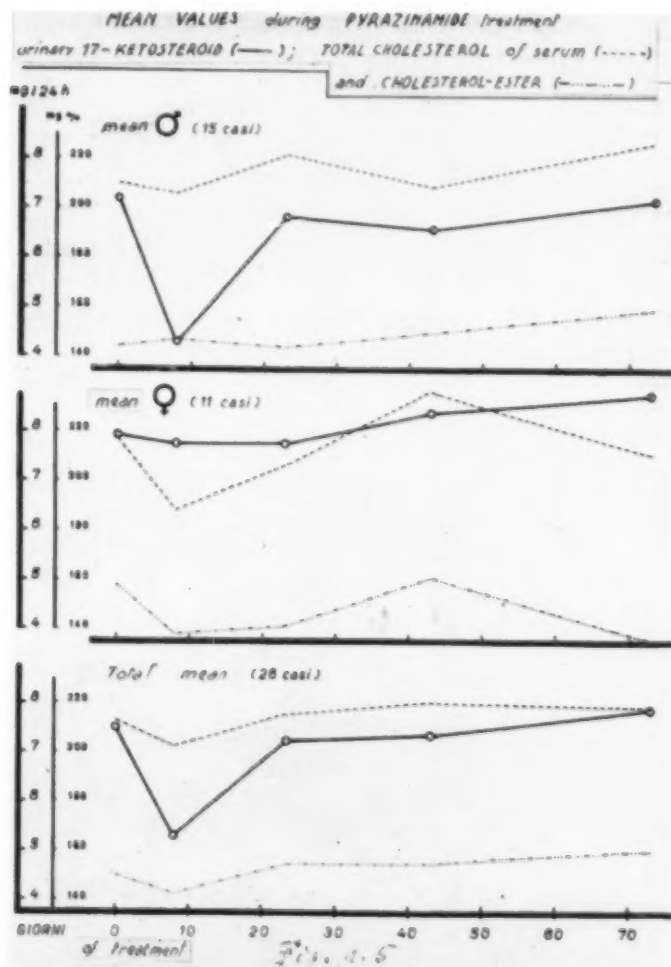 MEAN VALUES during PYRAZINAMIDE treatment
urinary 17-KETOSTEROID (——); TOTAL CHOLESTEROL of serum (-----)
and CHOLESTEROL-ESTER (—·····—)
mg/24h
mg %
mean ♂ (15 casi)
8 220
7 200
6 180
5 160
4 140
mean ♀ (11 casi)
8 220
7 200
6 180
5 160
4 140
Total mean (26 casi)
8 220
7 200
6 180
5 160
4 140
GIORNI 0 10 20 30 40 50 60 70
of treatment